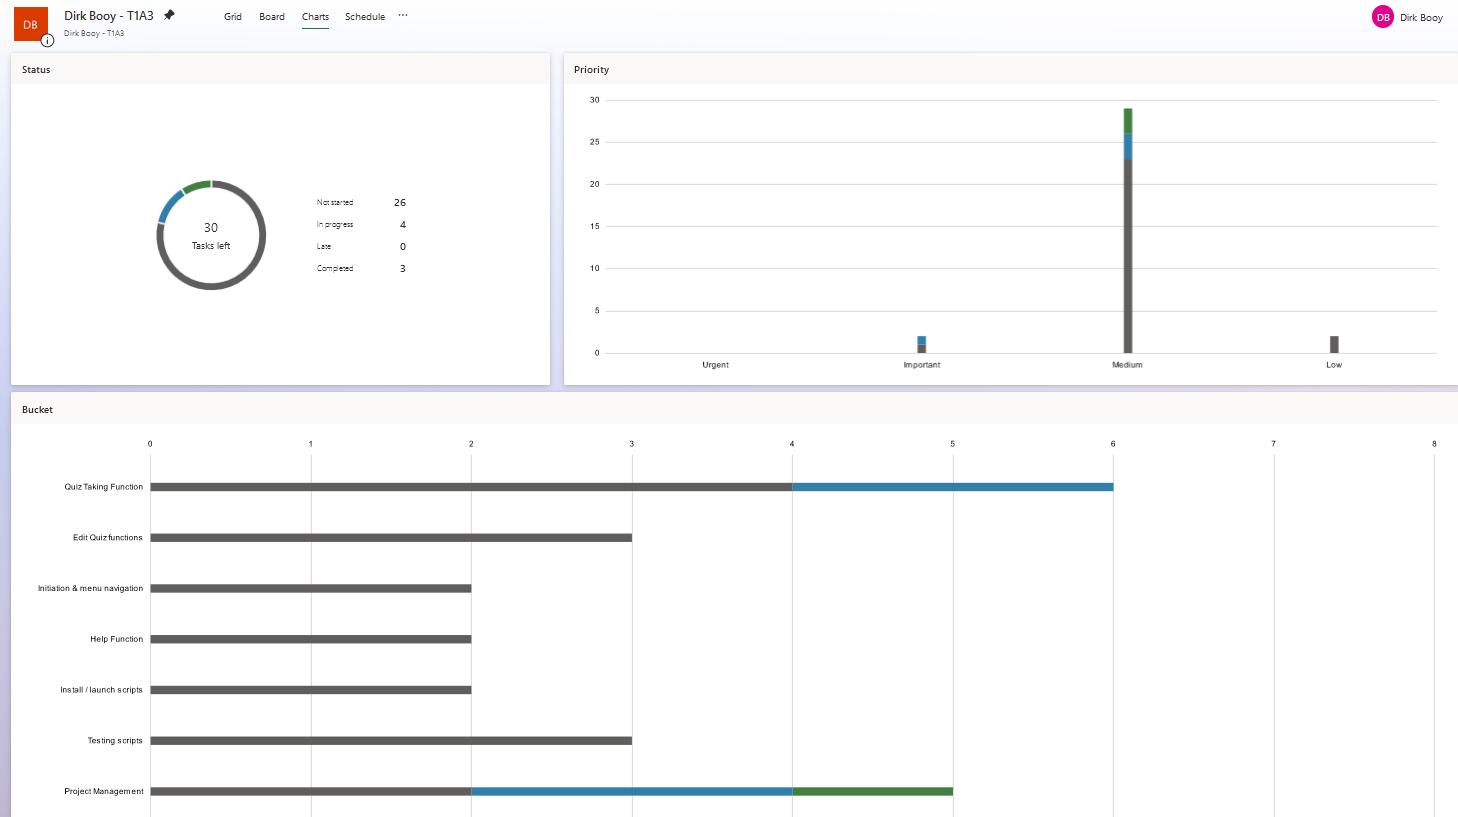 DB
Dirk Booy - T1A3
Dirk Booy - T1A3
Grid Board Charts Schedule ...
DB Dirk Booy
Status
30
Tasks left
Not started 26
In progress 4
Late 0
Completed 3
Priority
30
25
20
15
10
5
0
Urgent Important Medium Low
Bucket
0 1 2 3 4 5 6 7 8
Quiz Taking Function
Edit Quiz functions
Initiation & menu navigation
Help Function
Install / launch scripts
Testing scripts
Project Management